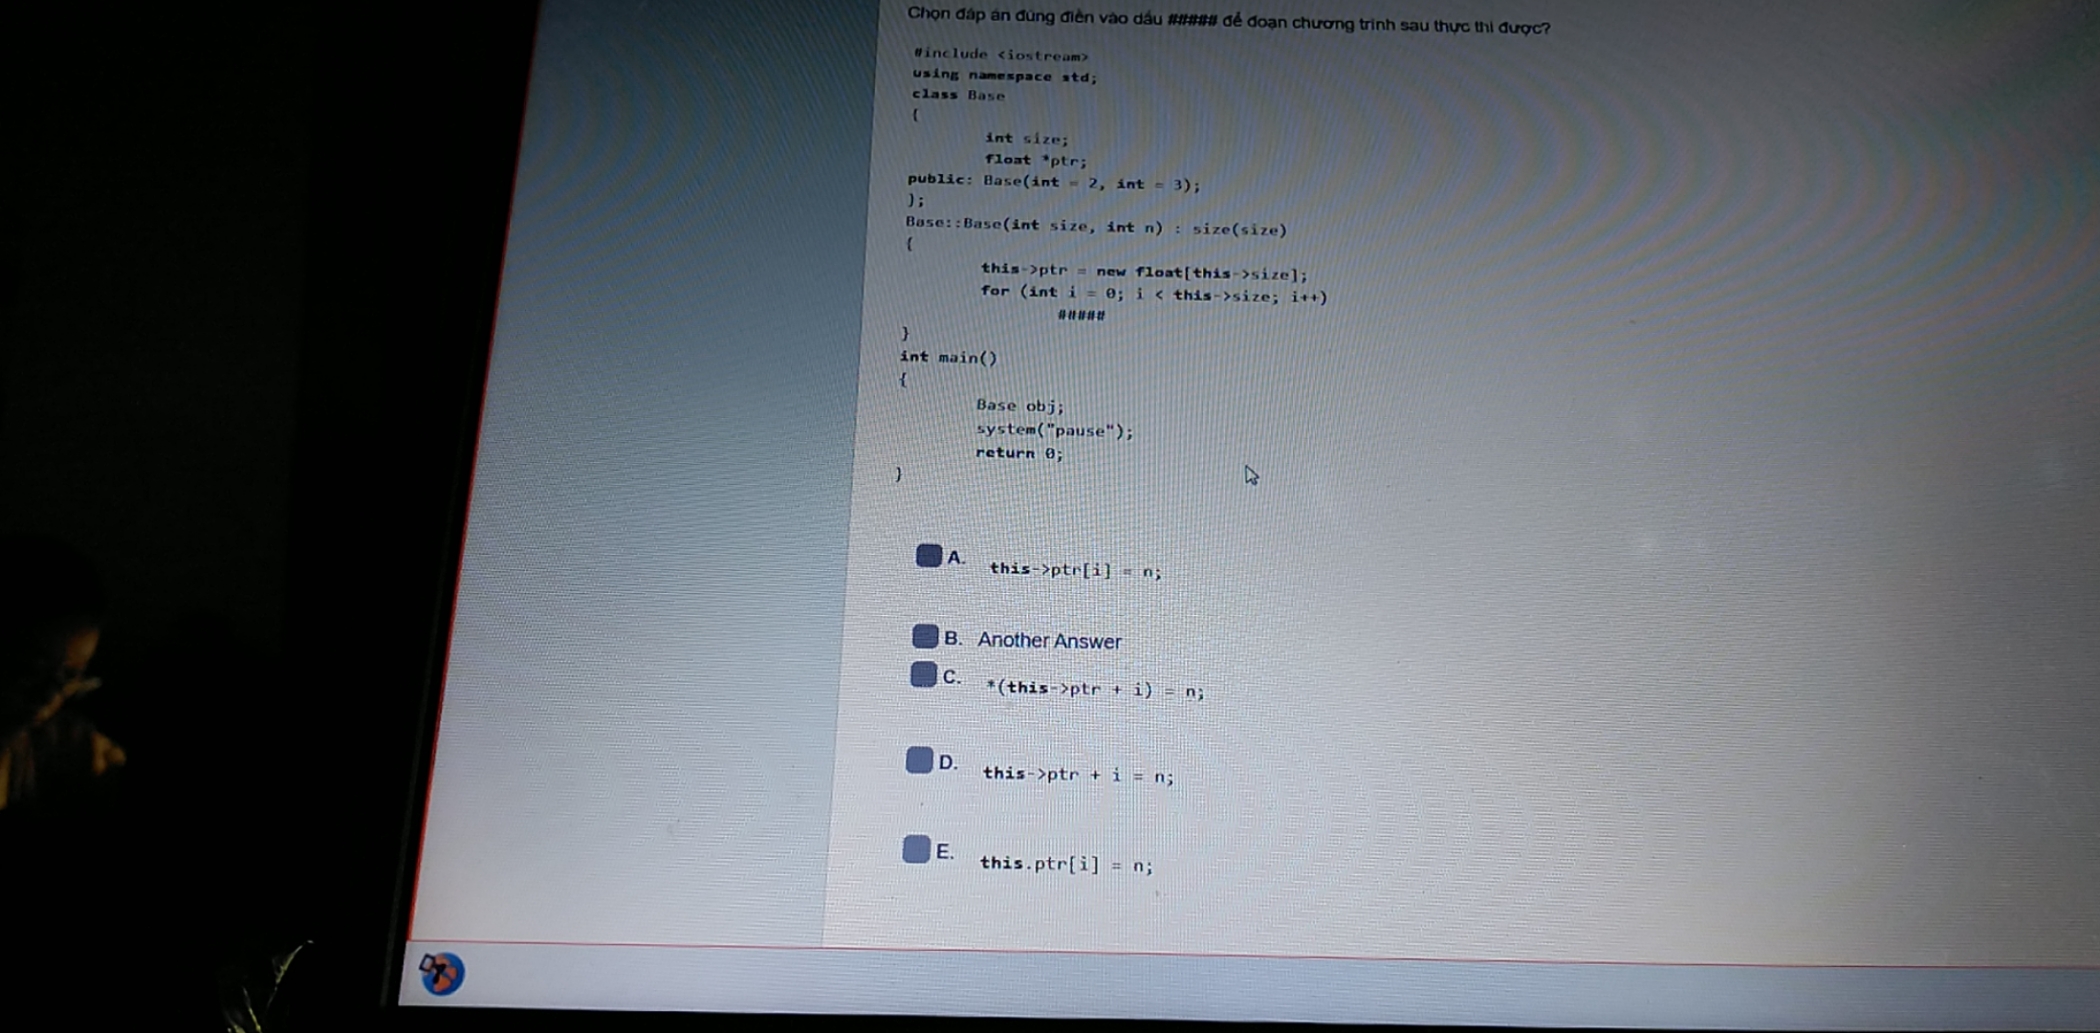 Chọn đáp án đúng điền vào dấu ##### để đoạn chương trình sau thực thi được?
#include <iostream>
using namespace std;
class Base
{
int size;
float *ptr;
public: Base(int = 2, int = 3);
};
Base::Base(int size, int n) : size(size)
{
this->ptr = new float[this->size];
for (int i = 0; i < this->size; i++)
#####
}
int main()
{
Base obj;
system("pause");
return 0;
}
A. this->ptr[i] = n;
B. Another Answer
C. *(this->ptr + i) = n;
D. this->ptr + i = n;
E. this.ptr[i] = n;